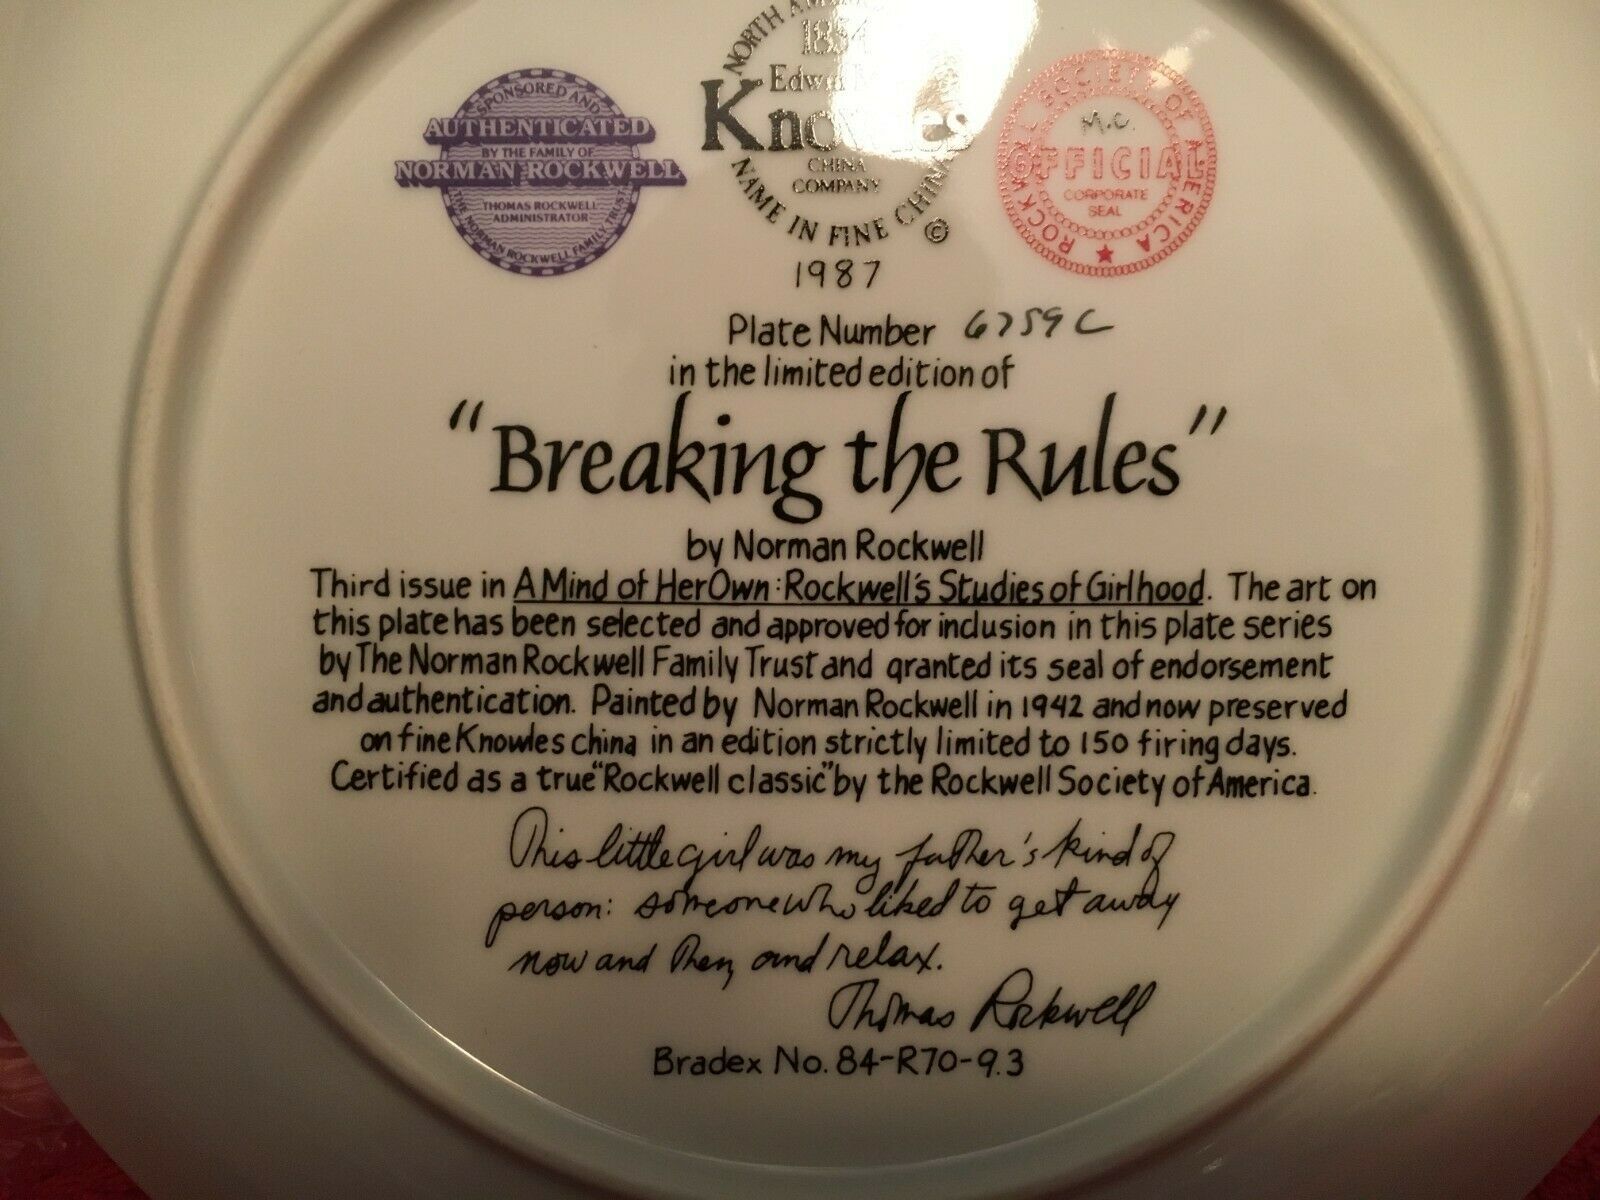 SPONSORED AND
AUTHENTICATED
BY THE FAMILY OF
NORMAN ROCKWELL
THOMAS ROCKWELL
ADMINISTRATOR
THE NORMAN ROCKWELL FAMILY TRUST
NORTH
1854
Edwin
Knowles
CHINA
COMPANY
NAME IN FINE CHINA
©
1987
ROCKWELL SOCIETY OF AMERICA
M.C.
OFFICIAL
CORPORATE
SEAL
Plate Number 6759C
in the limited edition of
"Breaking the Rules"
by Norman Rockwell
Third issue in A Mind of Her Own: Rockwell's Studies of Girlhood. The art on
this plate has been selected and approved for inclusion in this plate series
by The Norman Rockwell Family Trust and granted its seal of endorsement
and authentication. Painted by Norman Rockwell in 1942 and now preserved
on fine Knowles china in an edition strictly limited to 150 firing days.
Certified as a true "Rockwell classic" by the Rockwell Society of America.
This little girl was my father's kind of
person: someone who liked to get away
now and then, and relax.
Thomas Rockwell
Bradex No. 84-R70-9.3